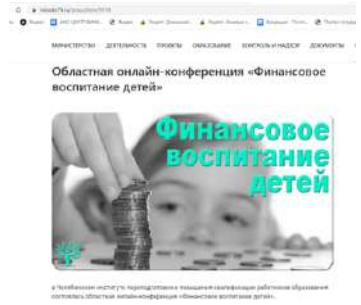 МИНИСТЕРСТВО ДЕЯТЕЛЬНОСТЬ ПРОЕКТЫ ОБРАЗОВАНИЕ КОНТРОЛЬ И НАДЗОР ДОКУМЕНТЫ
Областная онлайн-конференция «Финансовое
воспитание детей»
Финансовое
воспитание
детей
в Челябинском институте переподготовки и повышения квалификации работников образования
состоялась областная онлайн-конференция «Финансовое воспитание детей».